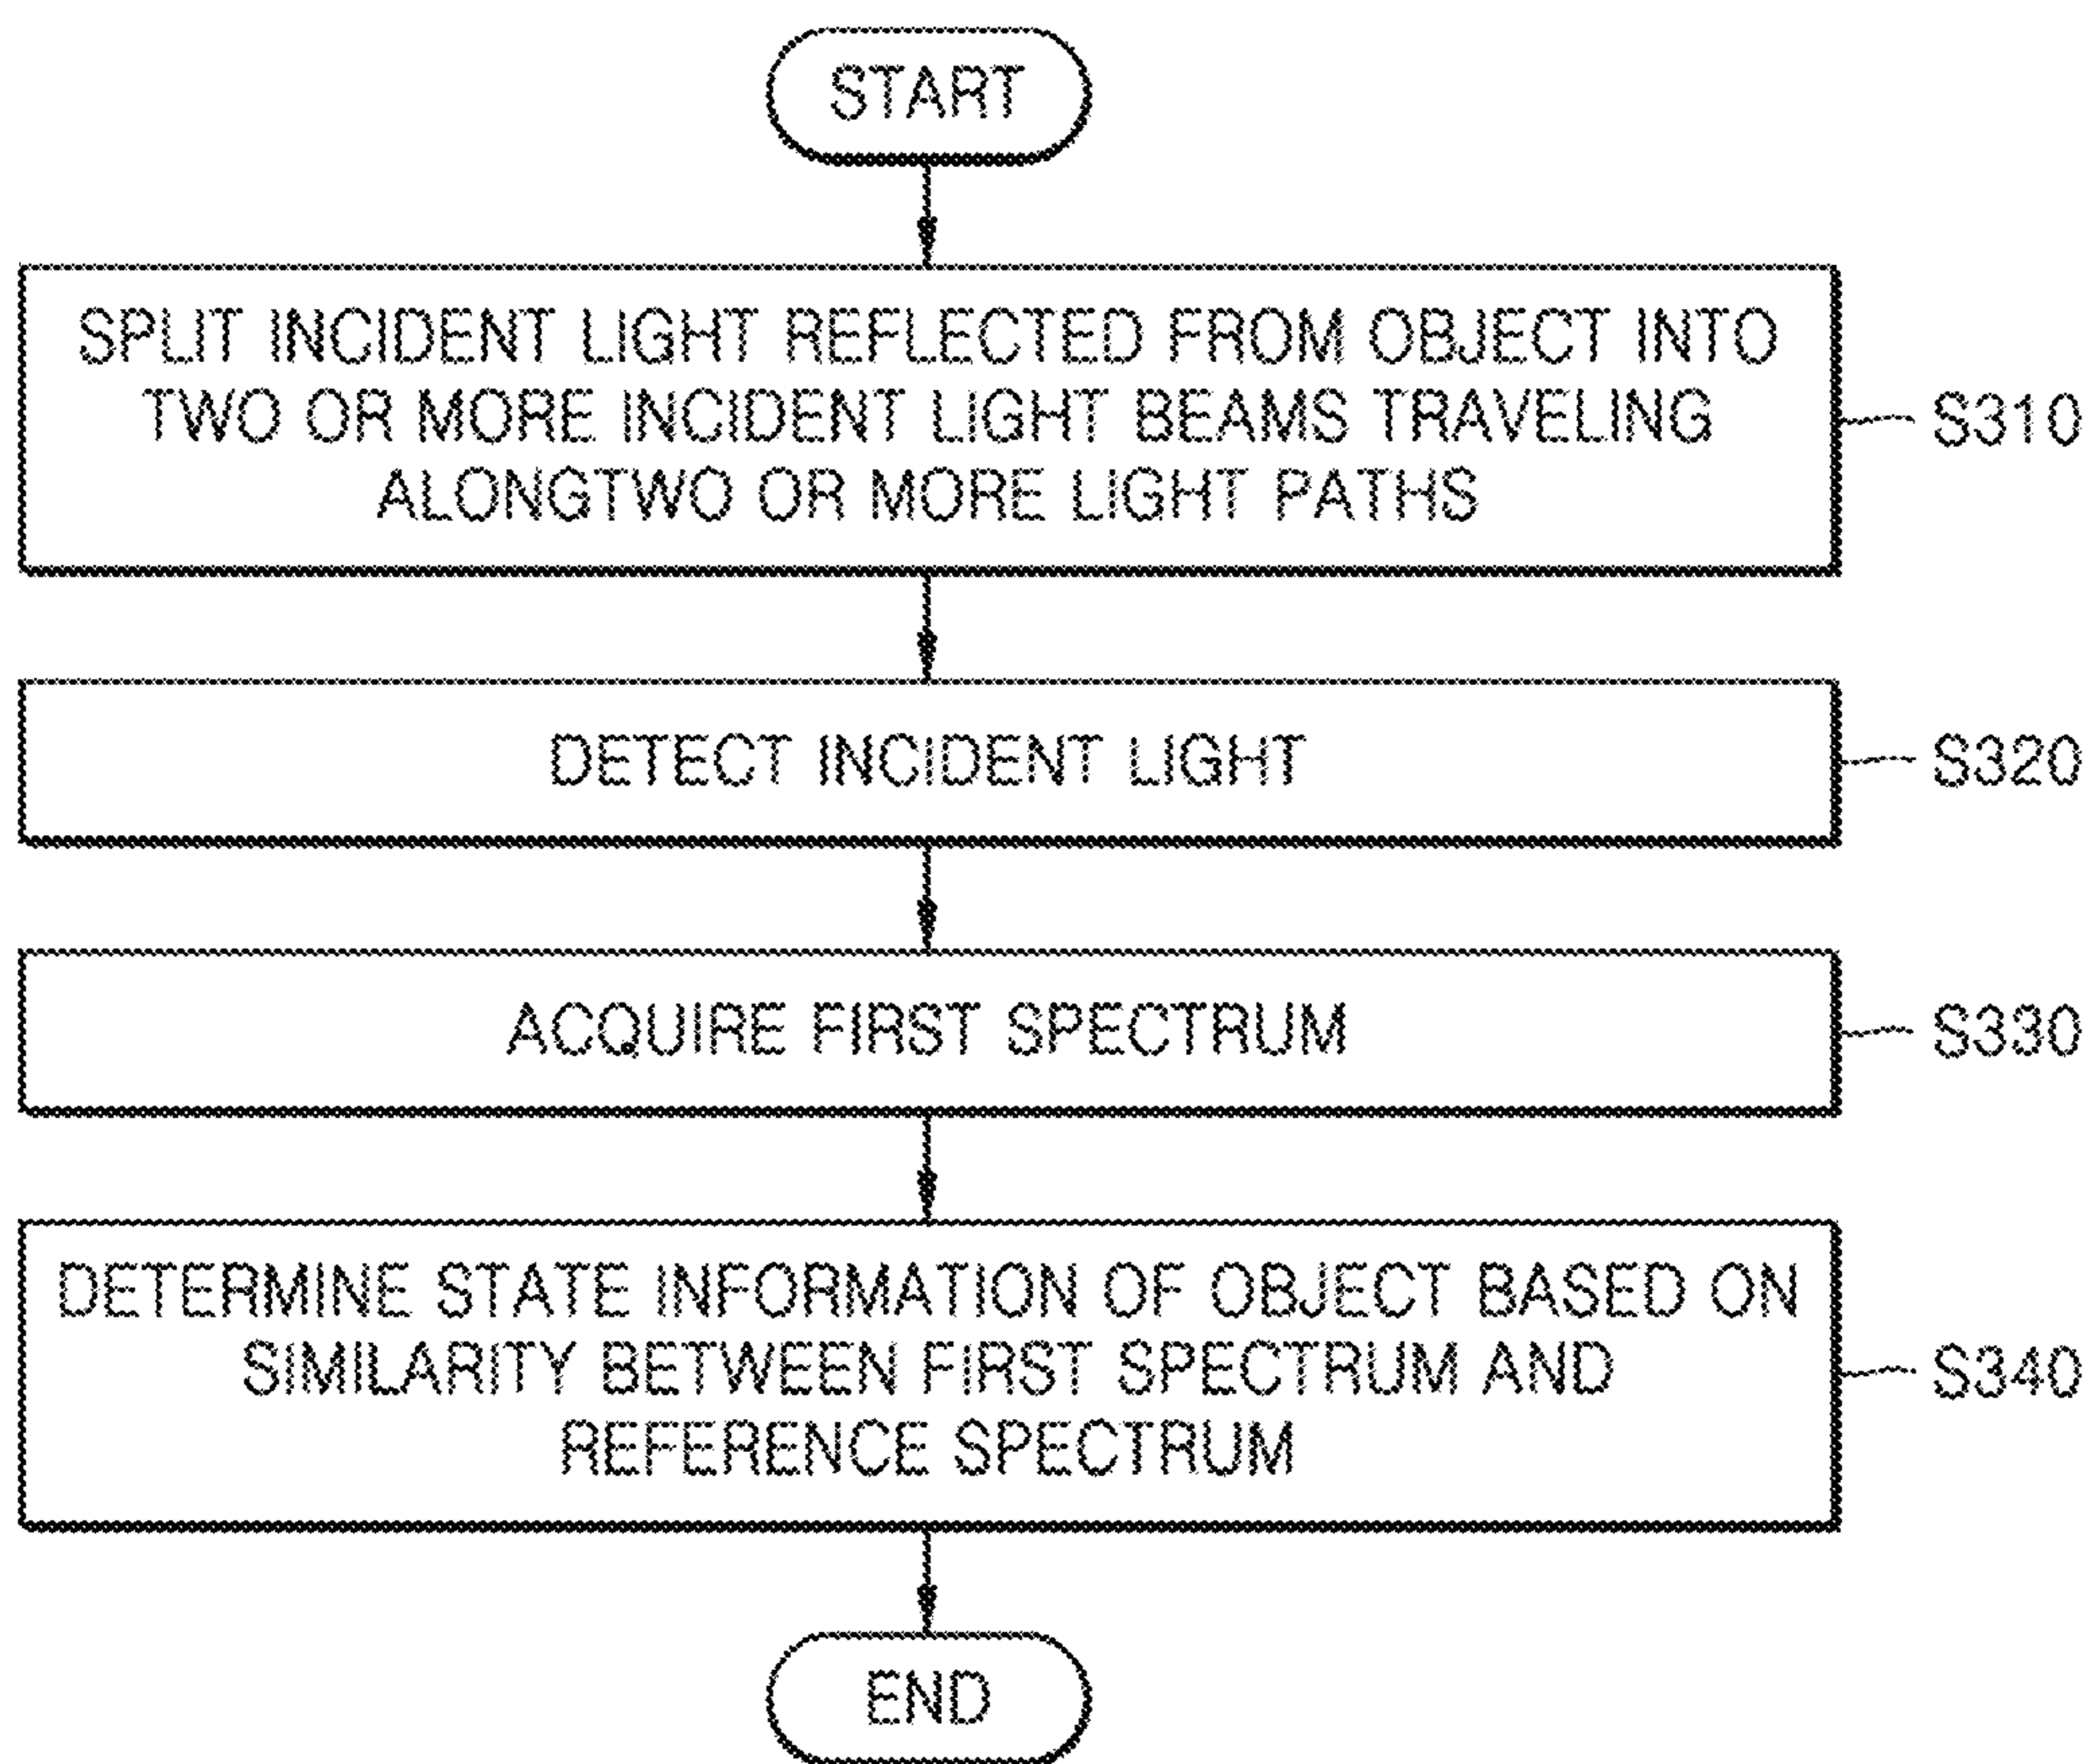 START
SPLIT INCIDENT LIGHT REFLECTED FROM OBJECT INTO
TWO OR MORE INCIDENT LIGHT BEAMS TRAVELING
ALONGTWO OR MORE LIGHT PATHS
S310
DETECT INCIDENT LIGHT
S320
ACQUIRE FIRST SPECTRUM
S330
DETERMINE STATE INFORMATION OF OBJECT BASED ON
SIMILARITY BETWEEN FIRST SPECTRUM AND
REFERENCE SPECTRUM
S340
END